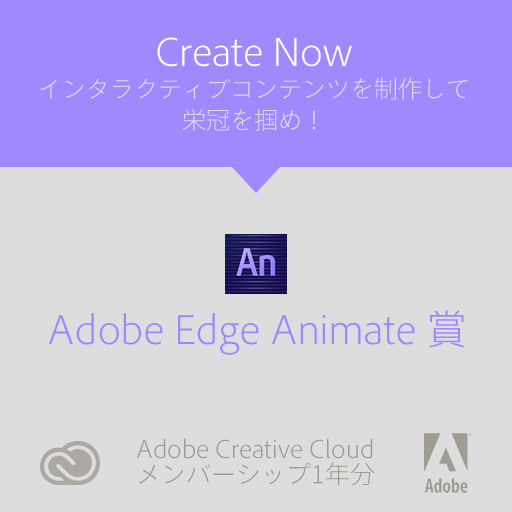 Create Now
インタラクティブコンテンツを制作して
栄冠を掴め！
An
Adobe Edge Animate 賞
Adobe Creative Cloud
メンバーシップ1年分
Adobe